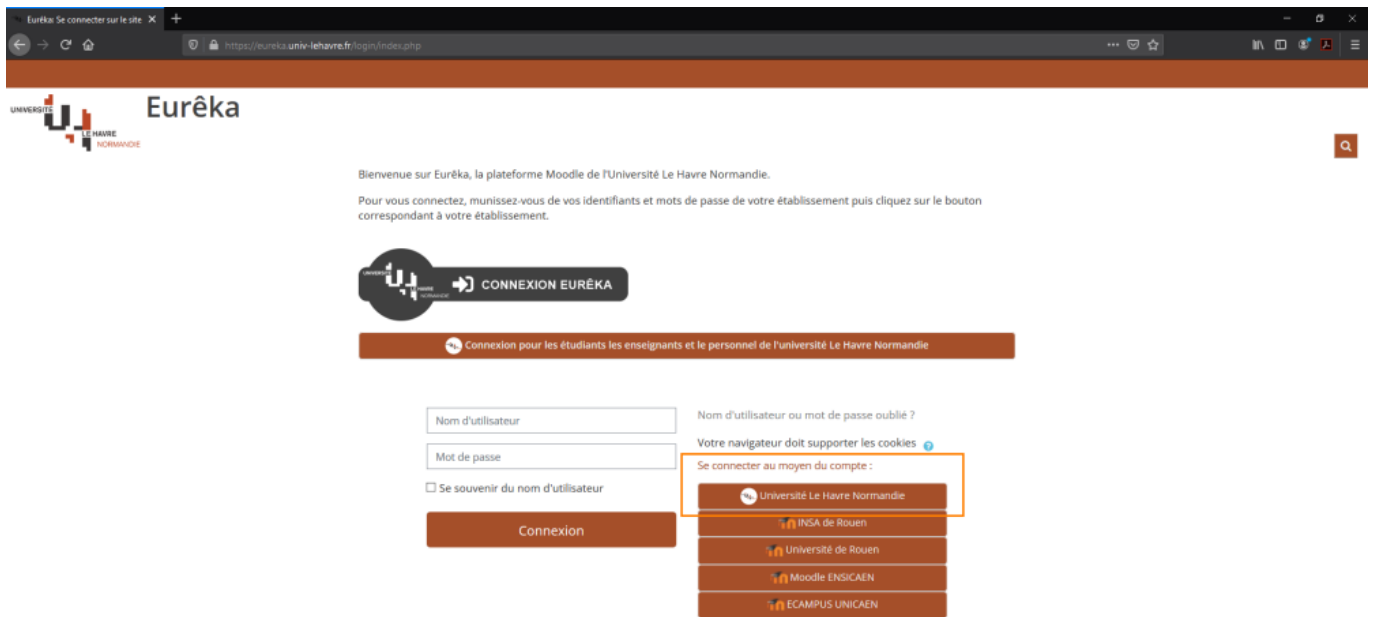 Eurêka: Se connecter sur le site
https://eureka.univ-lehavre.fr/login/index.php
UNIVERSITÉ
LE HAVRE
NORMANDIE
Eurêka
Bienvenue sur Eurêka, la plateforme Moodle de l'Université Le Havre Normandie.
Pour vous connectez, munissez-vous de vos identifiants et mots de passe de votre établissement puis cliquez sur le bouton
correspondant à votre établissement.
UNIVERSITÉ
LE HAVRE
NORMANDIE
CONNEXION EURÊKA
Connexion pour les étudiants les enseignants et le personnel de l'université Le Havre Normandie
Nom d'utilisateur
Mot de passe
Se souvenir du nom d'utilisateur
Connexion
Nom d'utilisateur ou mot de passe oublié ?
Votre navigateur doit supporter les cookies
Se connecter au moyen du compte :
Université Le Havre Normandie
INSA de Rouen
Université de Rouen
Moodle ENSICAEN
ECAMPUS UNICAEN